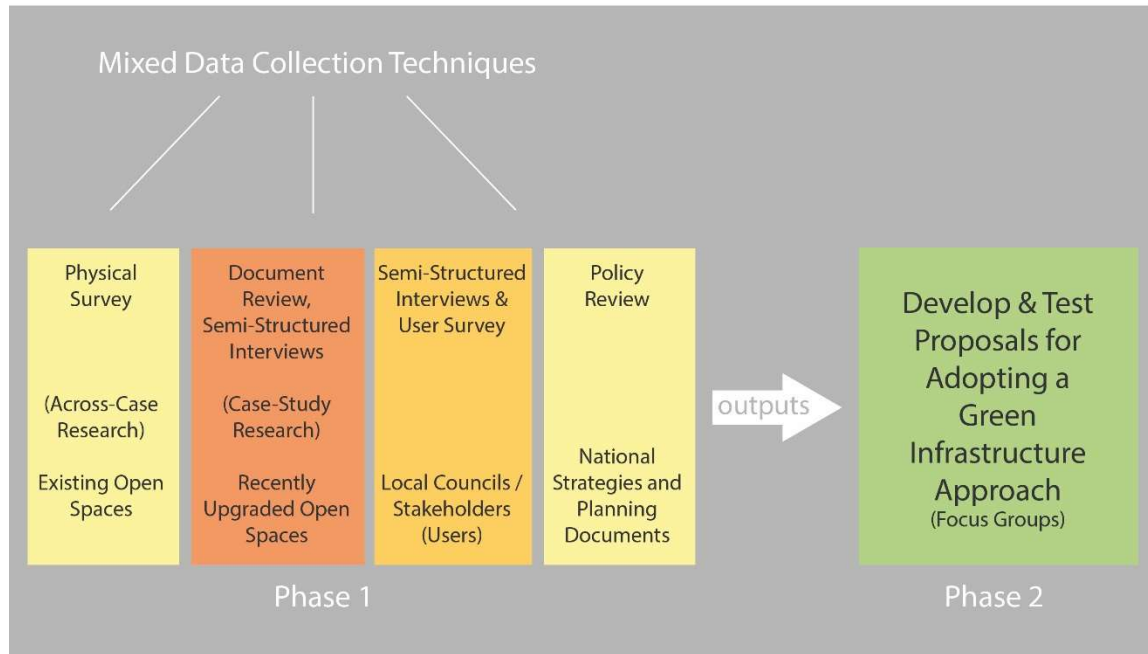 Mixed Data Collection Techniques
Physical
Survey
(Across-Case
Research)
Existing Open
Spaces
Document
Review,
Semi-Structured
Interviews
(Case-Study
Research)
Recently
Upgraded Open
Spaces
Semi-Structured
Interviews &
User Survey
Local Councils /
Stakeholders
(Users)
Policy
Review
National
Strategies and
Planning
Documents
outputs
Develop & Test
Proposals for
Adopting a
Green
Infrastructure
Approach
(Focus Groups)
Phase 1
Phase 2